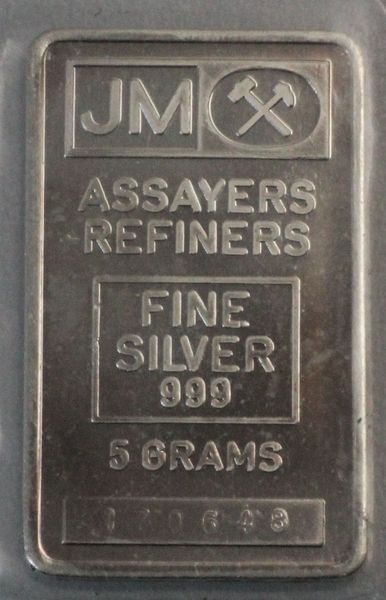 JM
ASSAYERS
REFINERS
FINE
SILVER
999
5 GRAMS